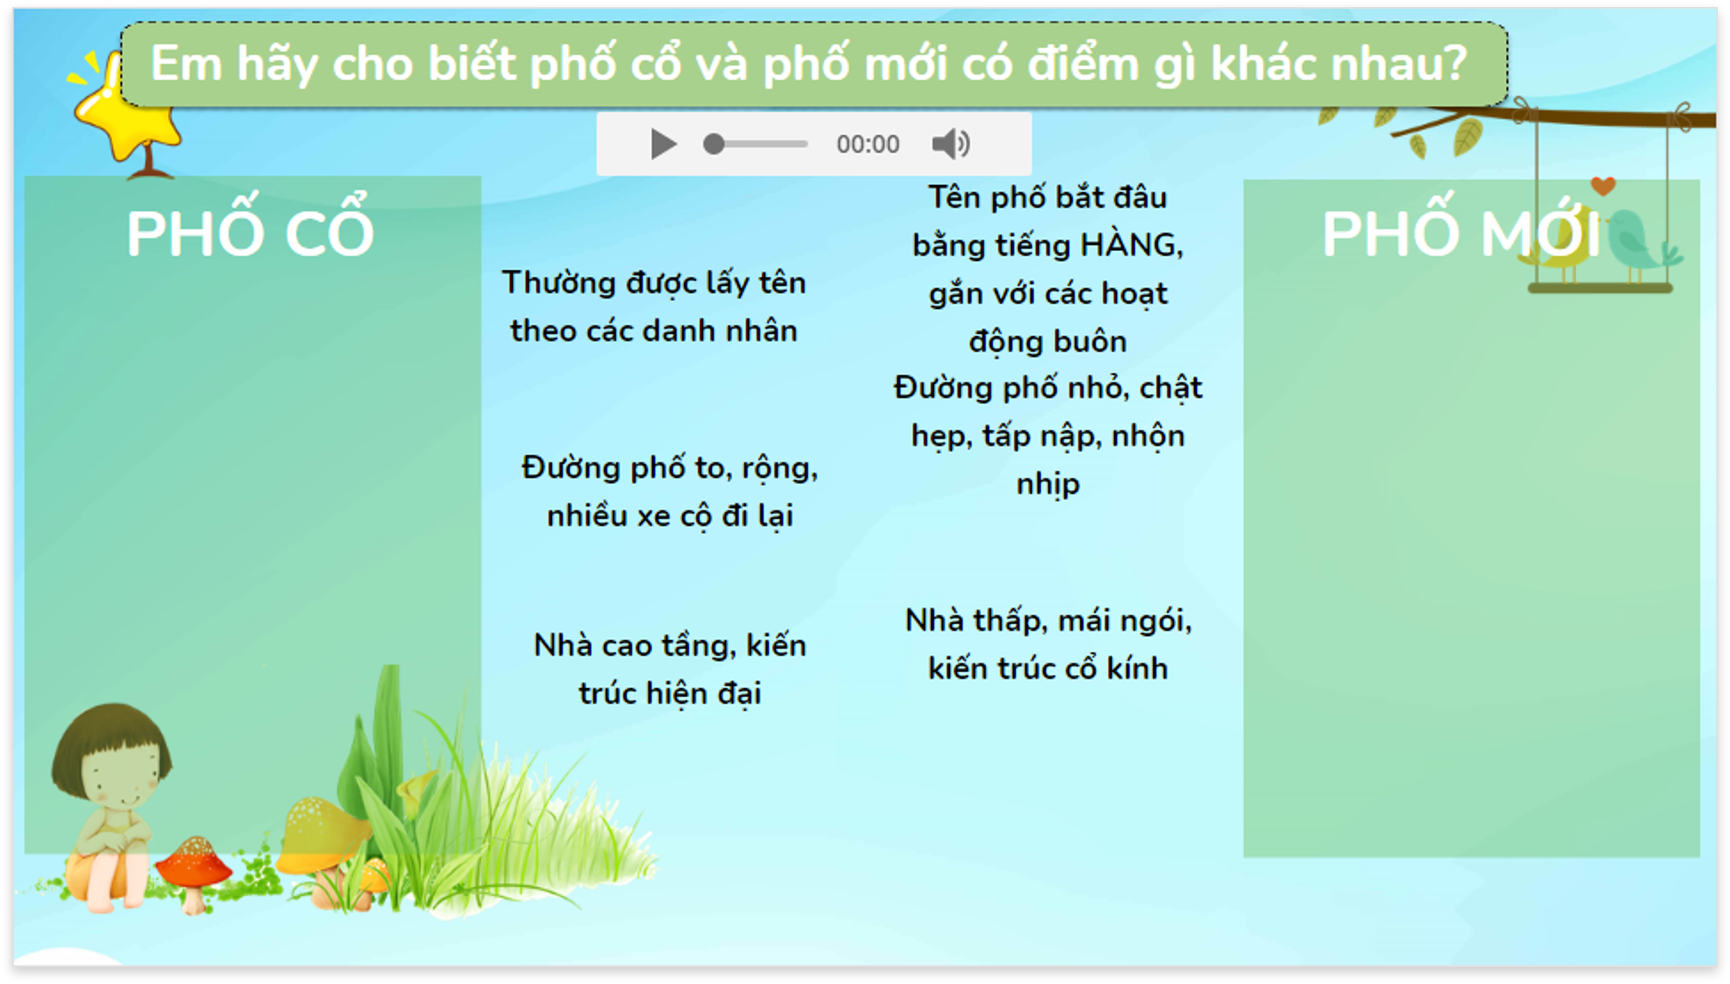 Em hãy cho biết phố cổ và phố mới có điểm gì khác nhau?
00:00
PHỐ CỔ
Thường được lấy tên
theo các danh nhân
Đường phố to, rộng,
nhiều xe cộ đi lại
Nhà cao tầng, kiến
trúc hiện đại
Tên phố bắt đâu
bằng tiếng HÀNG,
gắn với các hoạt
động buôn
Đường phố nhỏ, chật
hẹp, tấp nập, nhộn
nhịp
Nhà thấp, mái ngói,
kiến trúc cổ kính
PHỐ MỚI